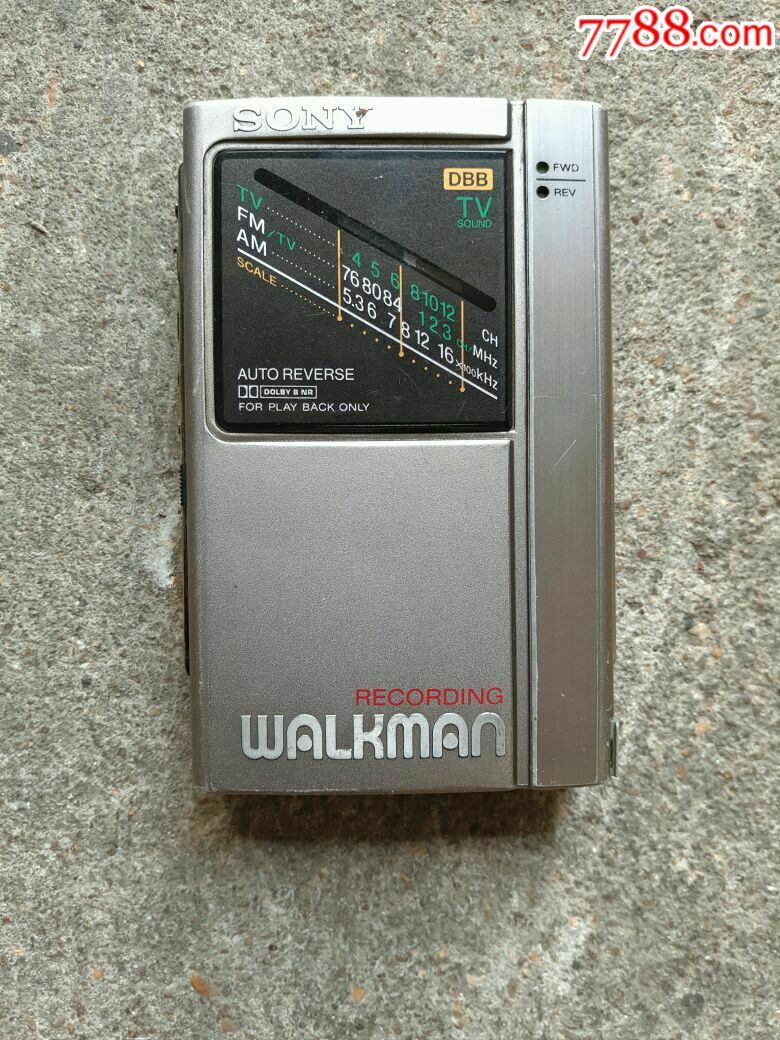 7788.com
SONY
FWD
REV
DBB
TV
SOUND
TV
FM/TV
AM
SCALE
4 5 6 8 10 12
76 80 84 1 2 3
5.3 6 7 8 12 16
CH
CH/MHz
×100kHz
AUTO REVERSE
DOLBY B NR
FOR PLAY BACK ONLY
RECORDING
WALKMAN